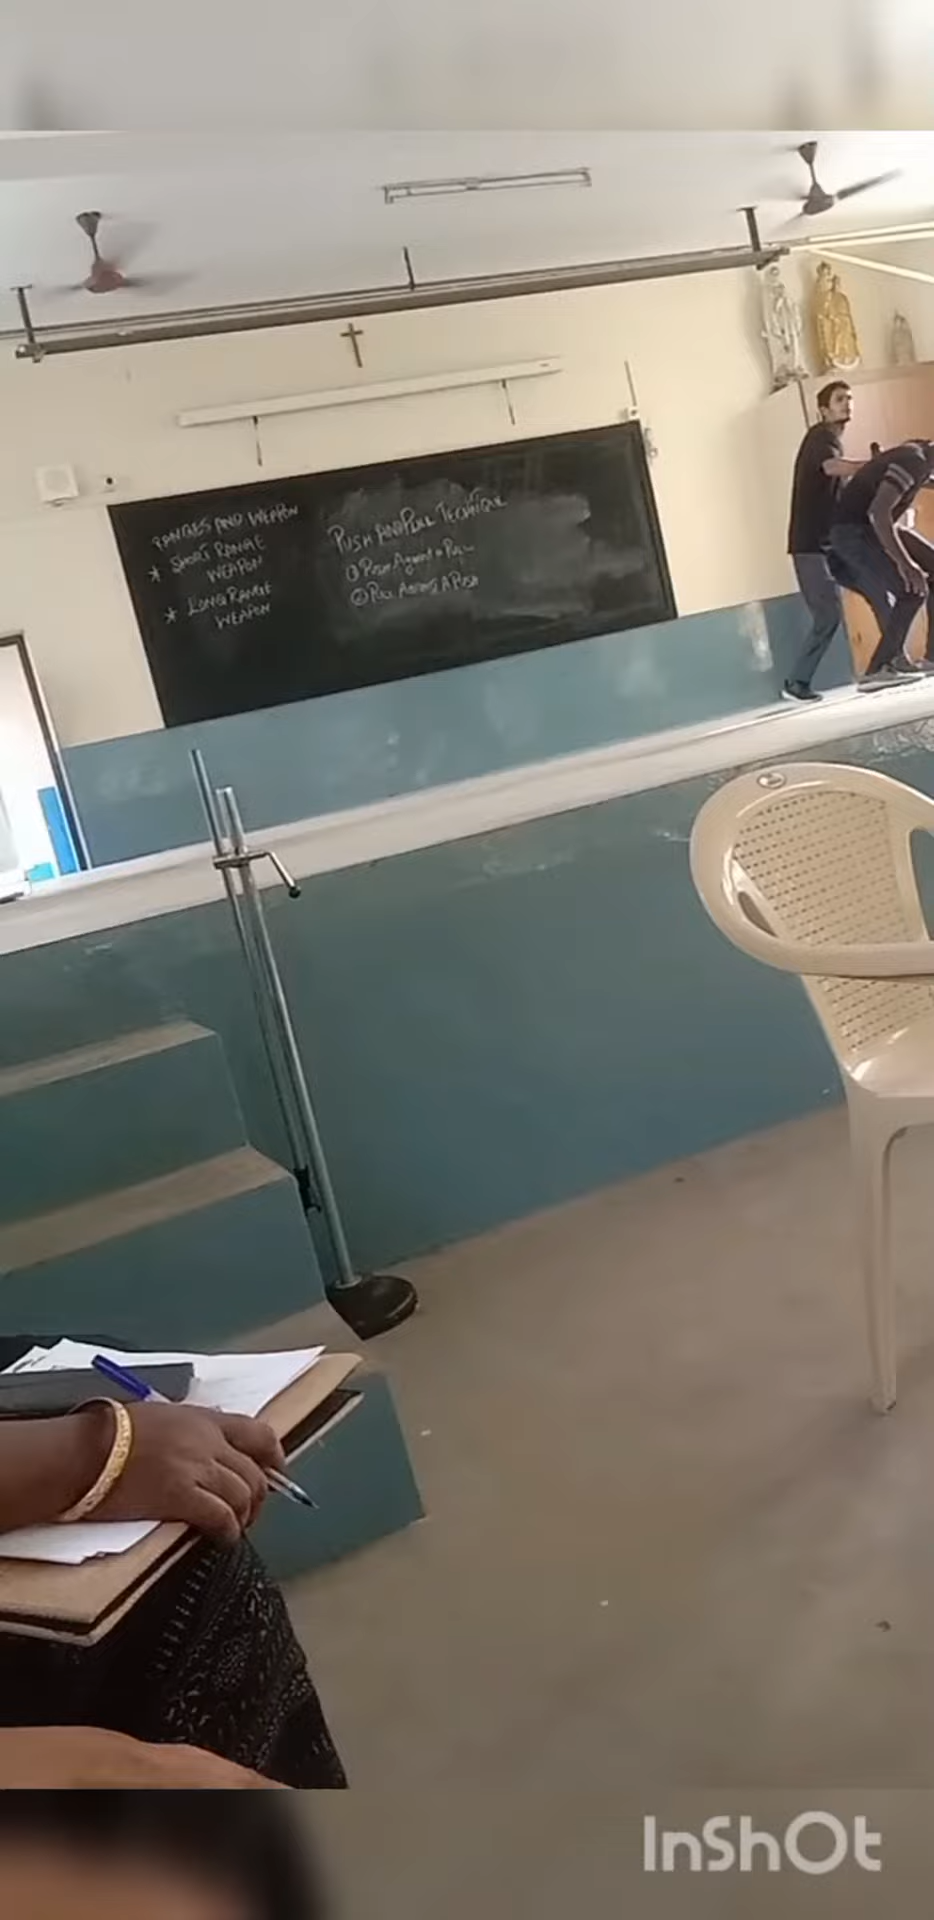 RANGES AND WEAPON
* SHORT RANGE
WEAPON
* LONG RANGE
WEAPON
PUSH AND PULL TECHNIQUE
① PUSH Against a PULL
② PULL AGAINST A PUSH
InShOt